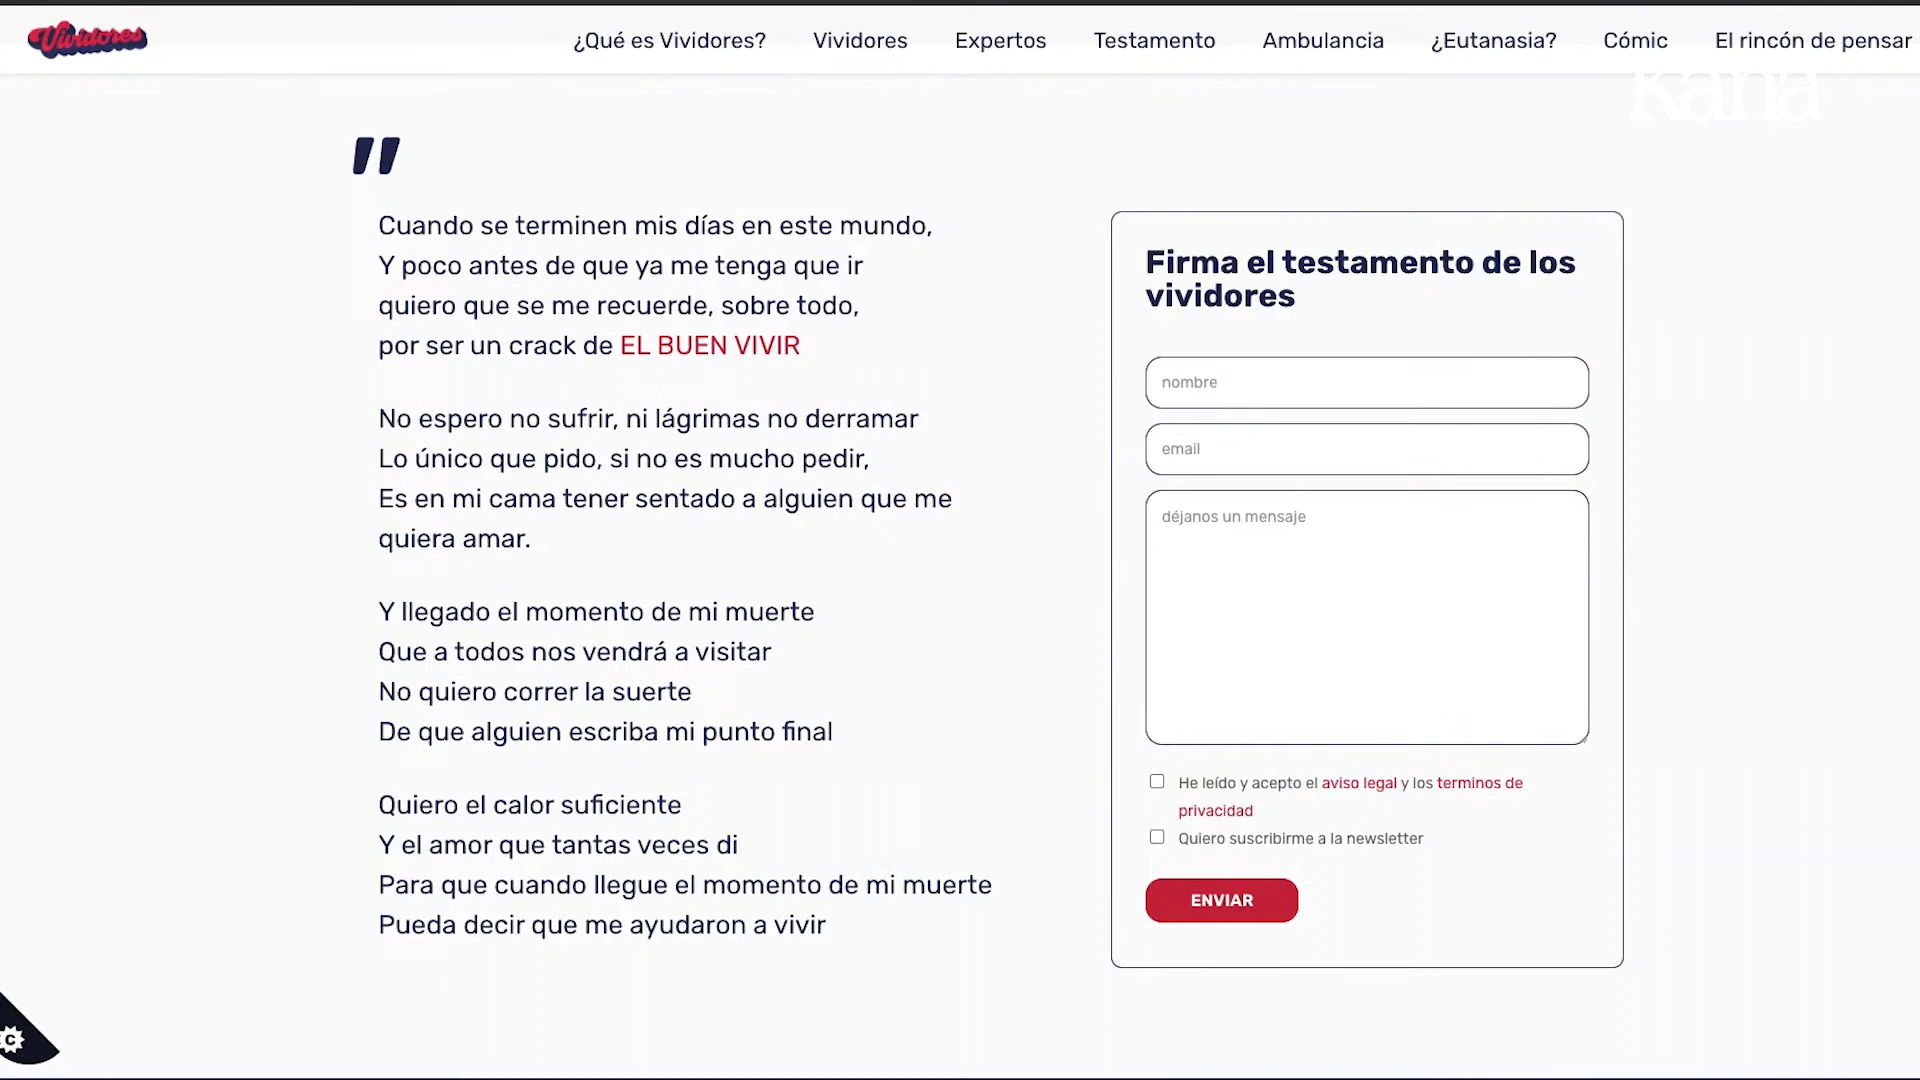 Vividores
¿Qué es Vividores?
Vividores
Expertos
Testamento
Ambulancia
¿Eutanasia?
Cómic
El rincón de pensar
Kaná
"
Cuando se terminen mis días en este mundo,
Y poco antes de que ya me tenga que ir
quiero que se me recuerde, sobre todo,
por ser un crack de EL BUEN VIVIR
No espero no sufrir, ni lágrimas no derramar
Lo único que pido, si no es mucho pedir,
Es en mi cama tener sentado a alguien que me
quiera amar.
Y llegado el momento de mi muerte
Que a todos nos vendrá a visitar
No quiero correr la suerte
De que alguien escriba mi punto final
Quiero el calor suficiente
Y el amor que tantas veces di
Para que cuando llegue el momento de mi muerte
Pueda decir que me ayudaron a vivir
Firma el testamento de los
vividores
nombre
email
déjanos un mensaje
He leído y acepto el aviso legal y los terminos de
privacidad
Quiero suscribirme a la newsletter
ENVIAR
C